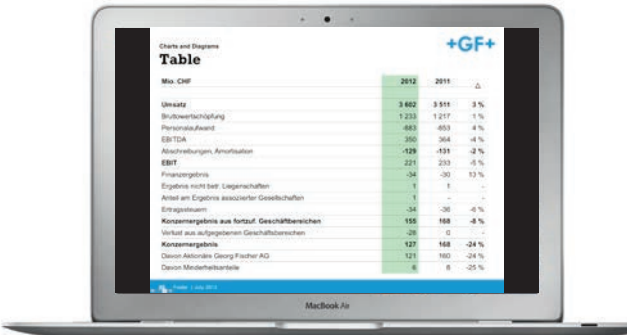 Charts and Diagrams
+GF+
Table
Mio. CHF 2012 2011 Δ
Umsatz 3 602 3 511 3 %
Bruttowertschöpfung 1 233 1 217 1 %
Personalaufwand -883 -853 4 %
EBITDA 350 364 -4 %
Abschreibungen, Amortisation -129 -131 -2 %
EBIT 221 233 -5 %
Finanzergebnis -34 -30 13 %
Ergebnis nicht betr. Liegenschaften 1 1 -
Anteil am Ergebnis assoziierter Gesellschaften 1 - -
Ertragssteuern -34 -36 -6 %
Konzernergebnis aus fortzuf. Geschäftbereichen 155 168 -8 %
Verlust aus aufgegebenen Geschäftsbereichen -28 0 -
Konzernergebnis 127 168 -24 %
Davon Aktionäre Georg Fischer AG 121 160 -24 %
Davon Minderheitsanteile 6 8 -25 %
Footer | July 2013
MacBook Air